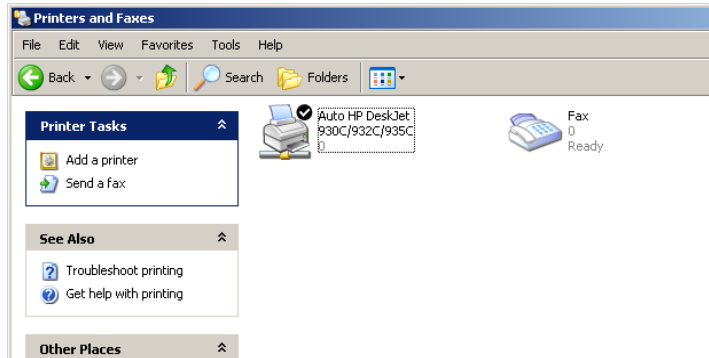 Printers and Faxes
File Edit View Favorites Tools Help
Back Search Folders
Printer Tasks
Add a printer
Send a fax
See Also
Troubleshoot printing
Get help with printing
Other Places
Auto HP DeskJet
930C/932C/935C
0
Fax
0
Ready